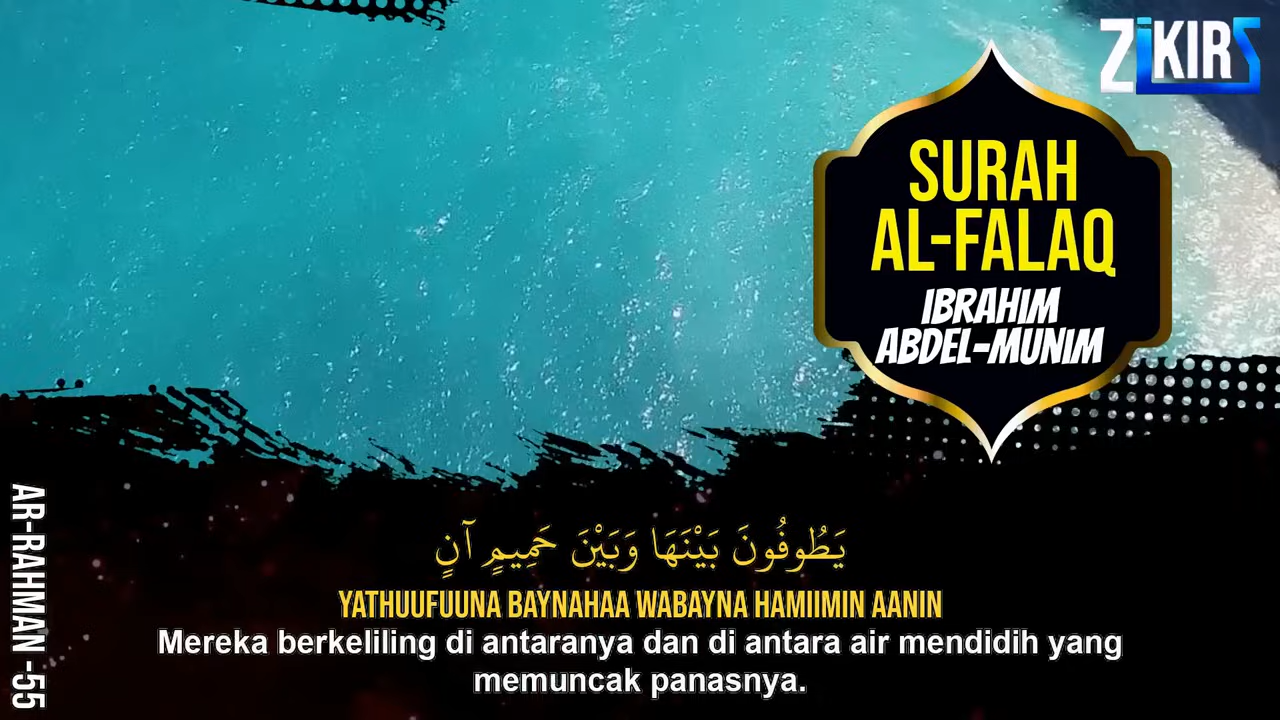 ZIKIRS
SURAH
AL-FALAQ
IBRAHIM
ABDEL-MUNIM
AR-RAHMAN -55
يَطُوفُونَ بَيْنَهَا وَبَيْنَ حَمِيمٍ آنٍ
YATHUUFUUNA BAYNAHAA WABAYNA HAMIIMIN AANIN
Mereka berkeliling di antaranya dan di antara air mendidih yang
memuncak panasnya.